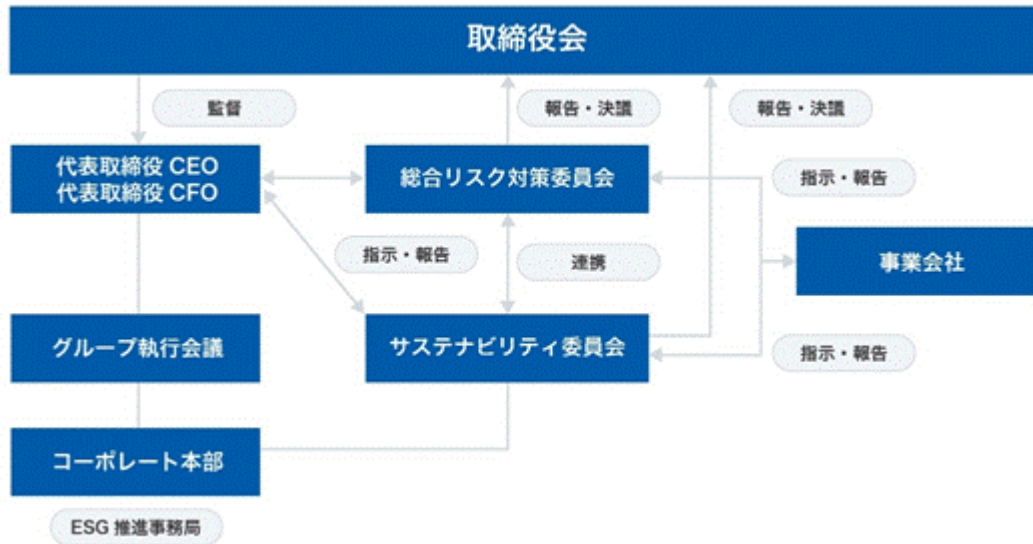 取締役会
監督
報告・決議
報告・決議
代表取締役 CEO
代表取締役 CFO
総合リスク対策委員会
指示・報告
指示・報告
連携
事業会社
グループ執行会議
サステナビリティ委員会
指示・報告
コーポレート本部
ESG 推進事務局